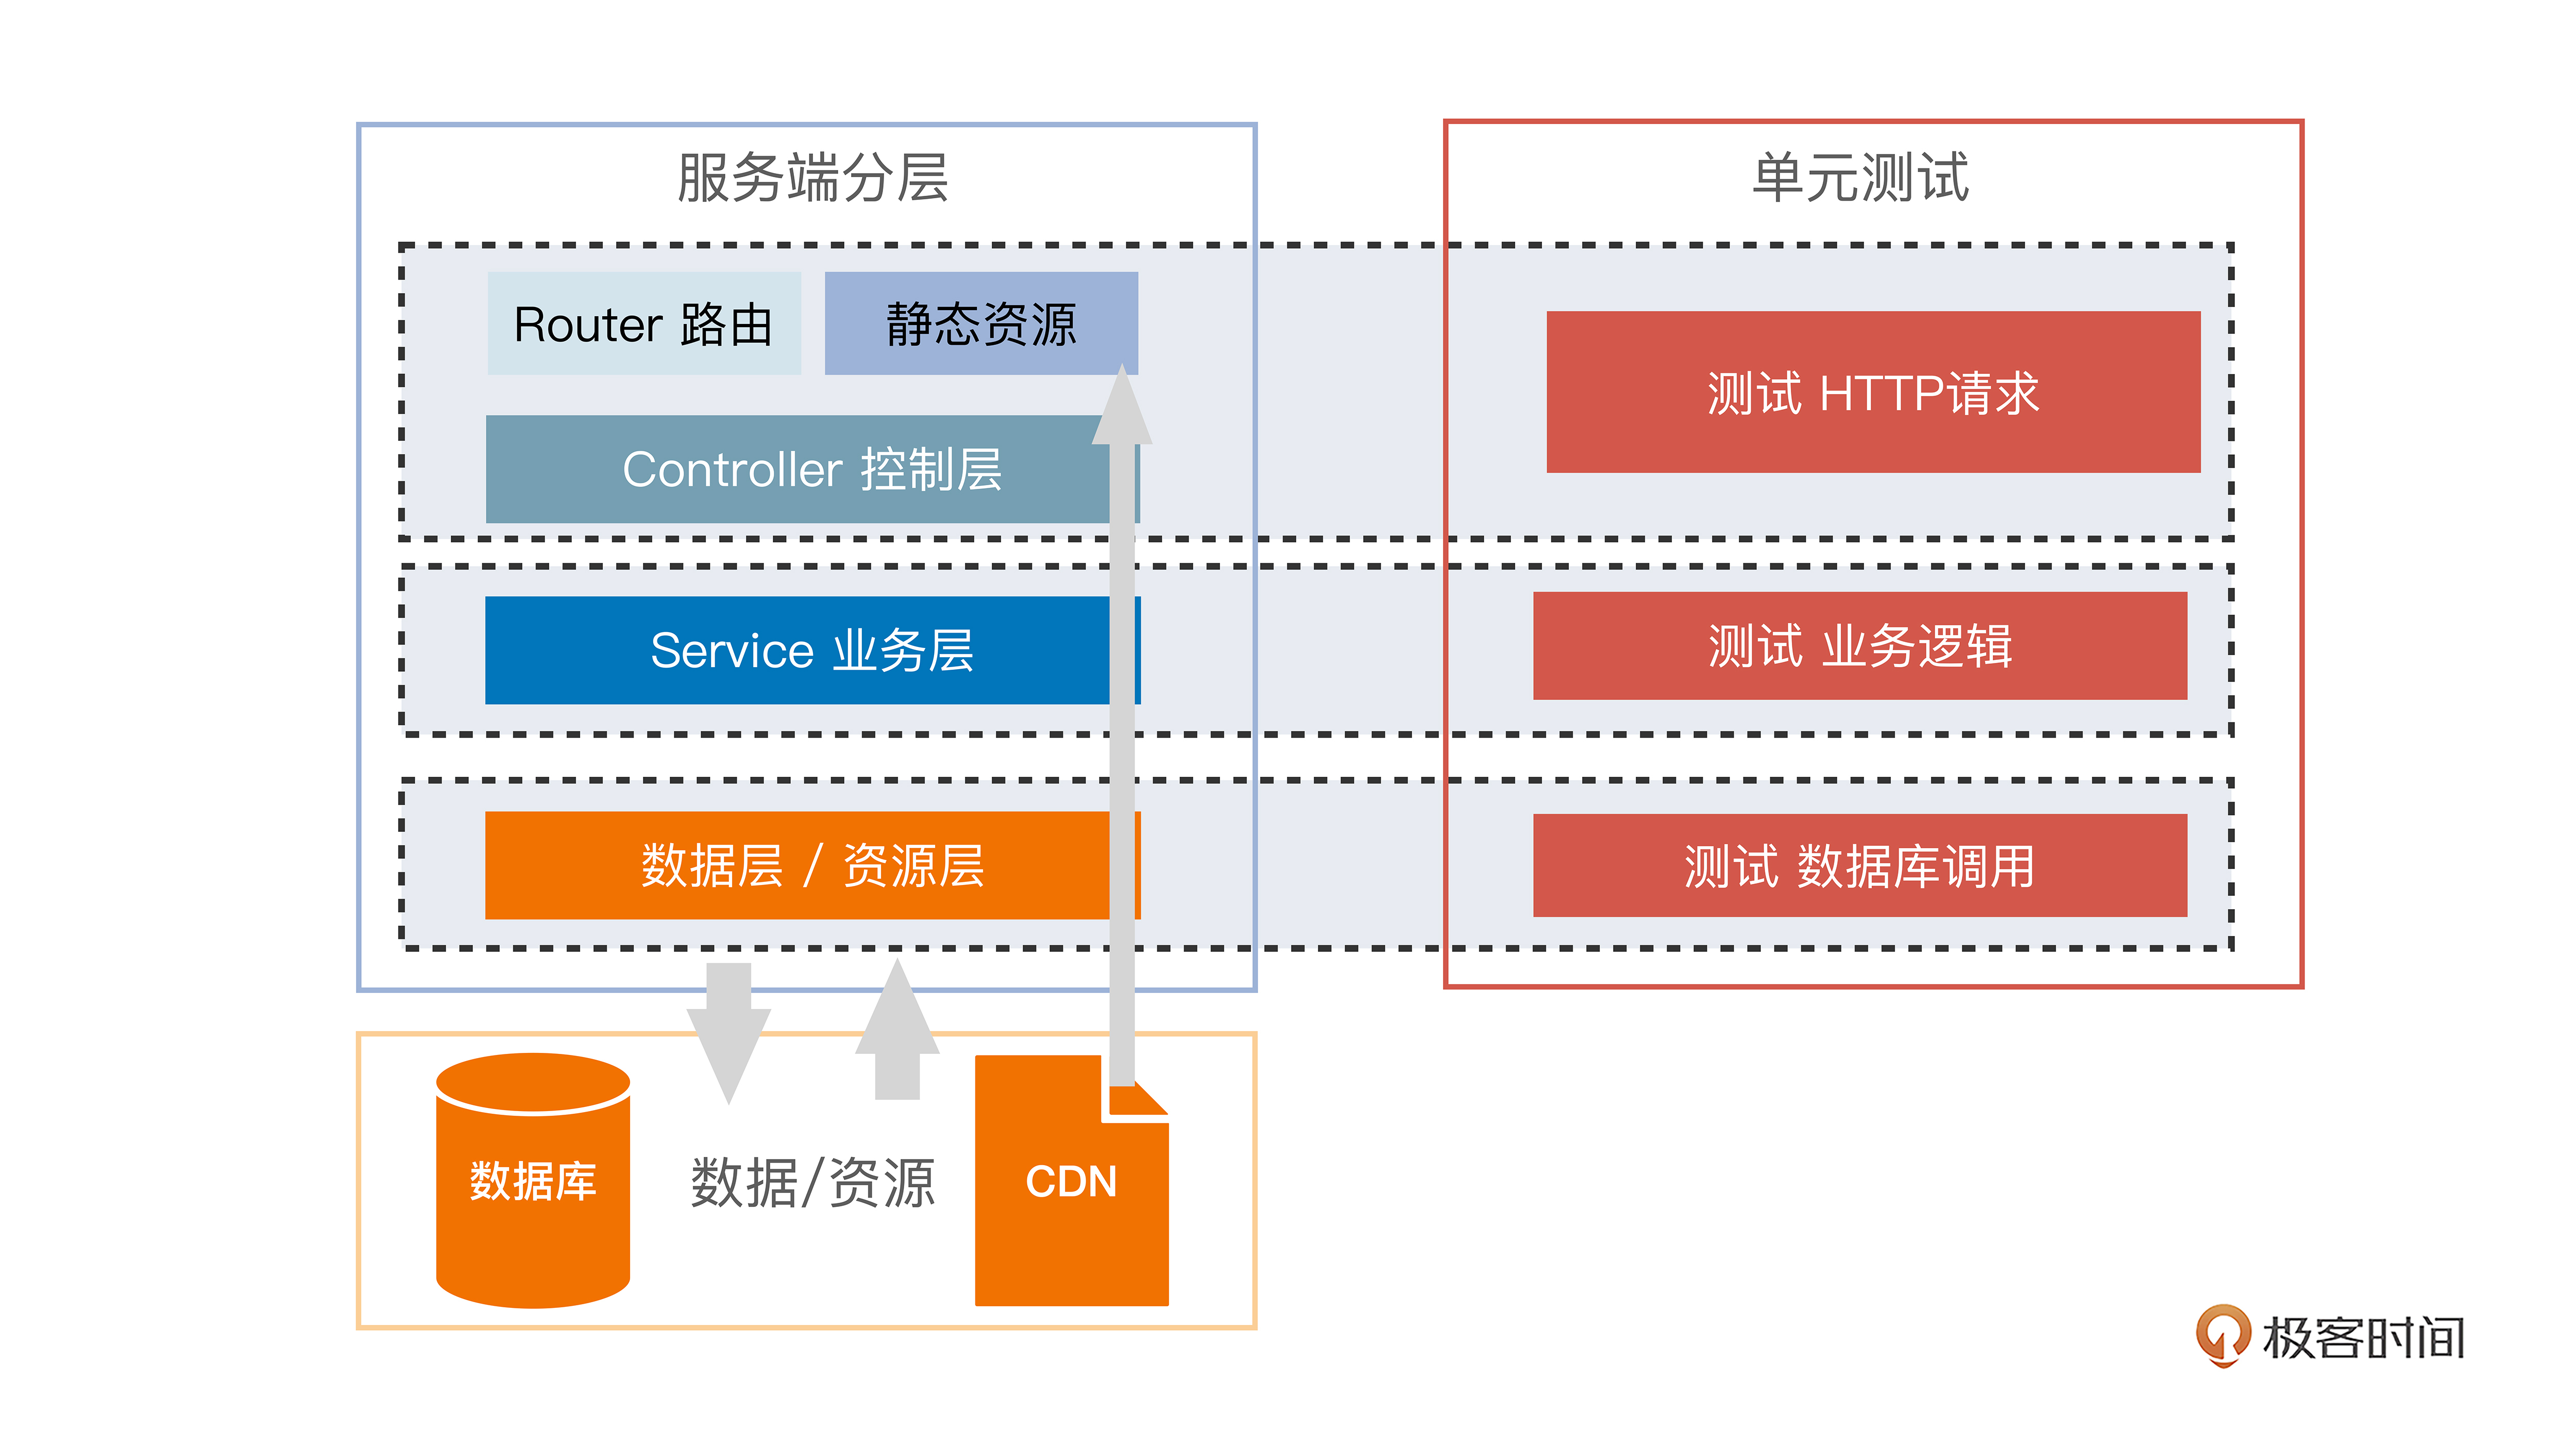 服务端分层
单元测试
Router 路由
静态资源
测试 HTTP请求
Controller 控制层
Service 业务层
测试 业务逻辑
数据层 / 资源层
测试 数据库调用
数据库
数据/资源
CDN
极客时间